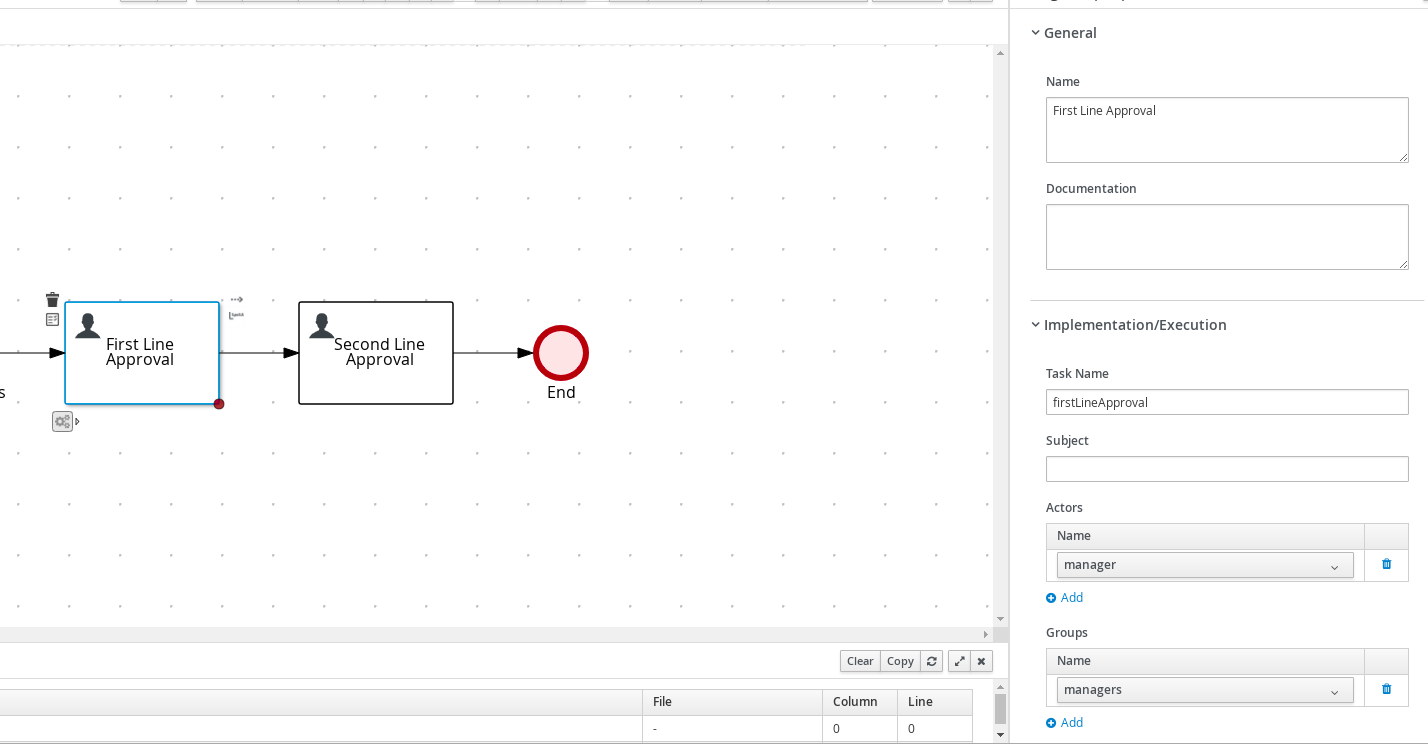 General
Name
First Line Approval
Documentation
First Line
Approval
Second Line
Approval
s
End
Implementation/Execution
Task Name
firstLineApproval
Subject
Actors
Name
manager
Add
Groups
Name
managers
Add
Clear Copy
File Column Line
- 0 0